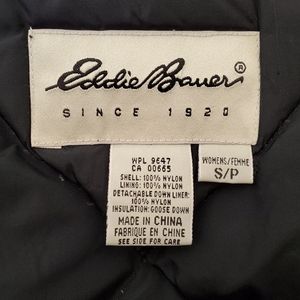 Eddie Bauer®
SINCE 1920
WPL 9647
CA 00665
SHELL: 100% NYLON
LINING: 100% NYLON
DETACHABLE DOWN LINER:
100% NYLON
INSULATION: GOOSE DOWN
MADE IN CHINA
FABRIQUE EN CHINE
SEE SIDE FOR CARE
WOMENS/FEMME
S/P